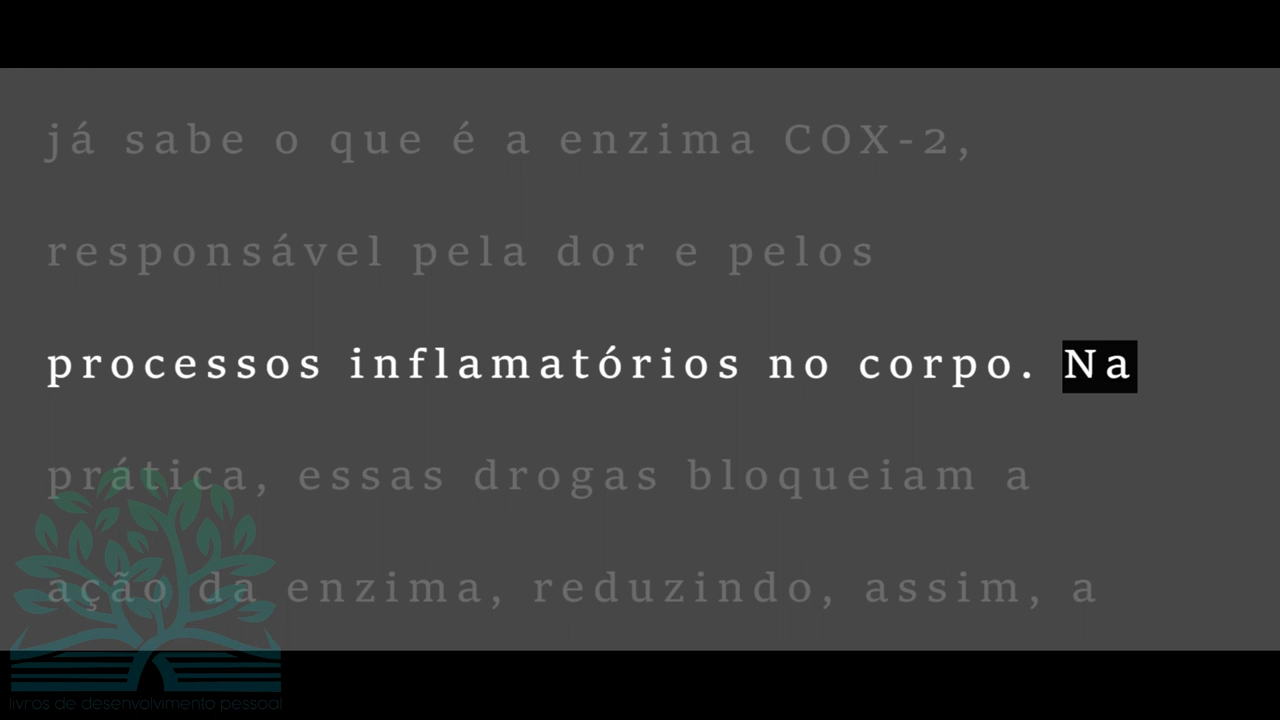 já sabe o que é a enzima COX-2,
responsável pela dor e pelos
processos inflamatórios no corpo. Na
prática, essas drogas bloqueiam a
ação da enzima, reduzindo, assim, a
livros de desenvolvimento pessoal